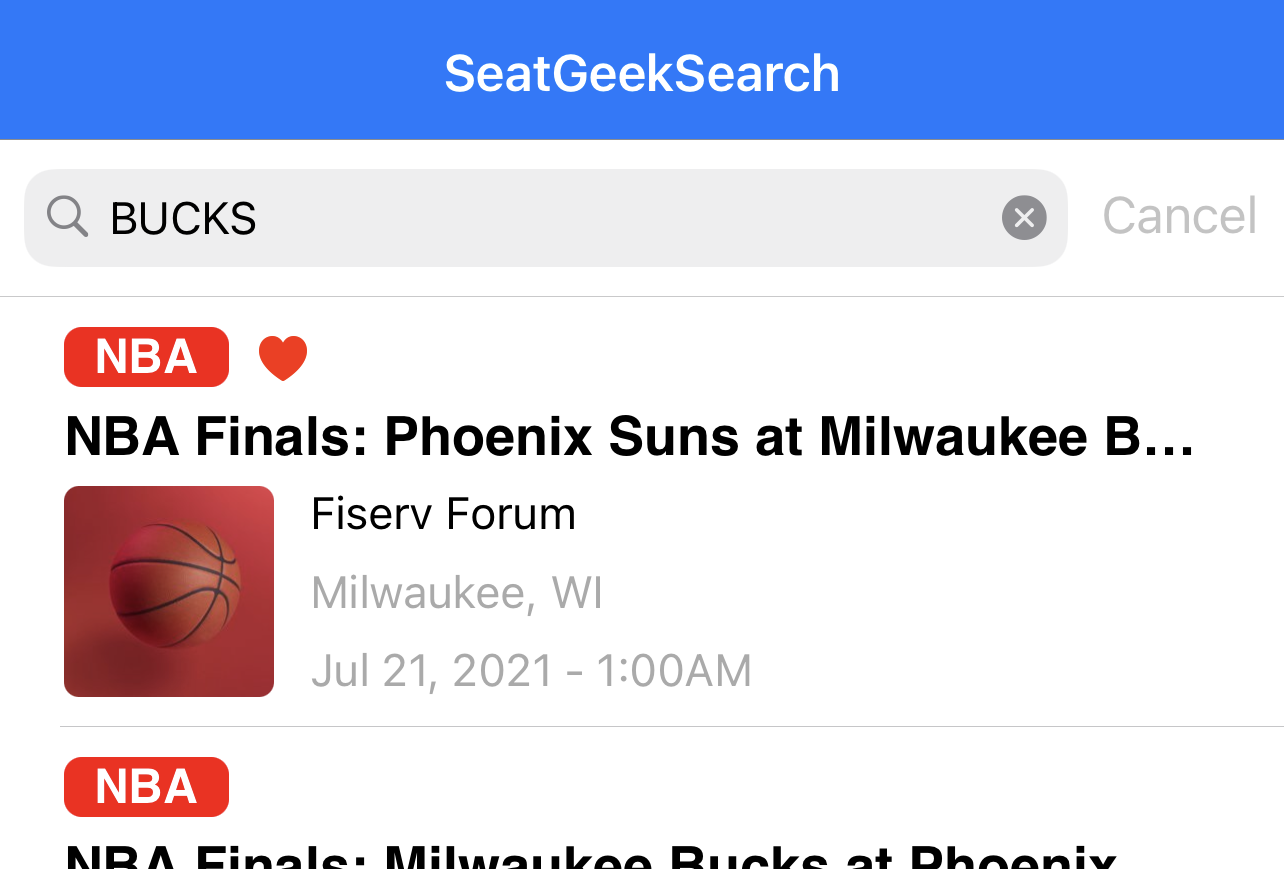 SeatGeekSearch
BUCKS
Cancel
NBA
NBA Finals: Phoenix Suns at Milwaukee B...
Fiserv Forum
Milwaukee, WI
Jul 21, 2021 - 1:00AM
NBA
NBA Finals: Milwaukee Bucks at Phoenix